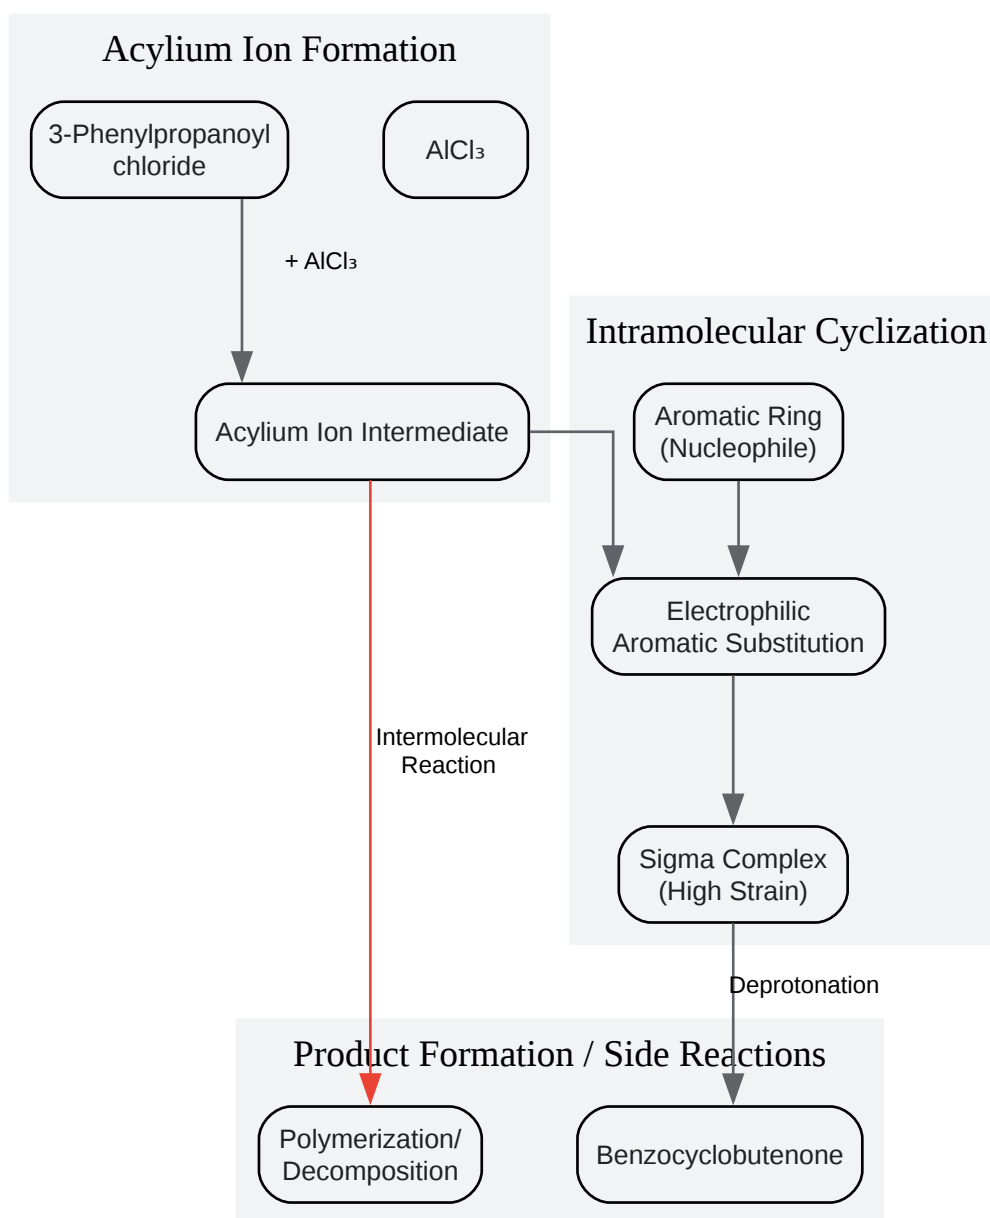 Acylium Ion Formation
3-Phenylpropanoyl
chloride
AlCl₃
+ AlCl₃
Acylium Ion Intermediate
Intramolecular Cyclization
Aromatic Ring
(Nucleophile)
Electrophilic
Aromatic Substitution
Intermolecular
Reaction
Sigma Complex
(High Strain)
Deprotonation
Product Formation / Side Reactions
Polymerization/
Decomposition
Benzocyclobutenone